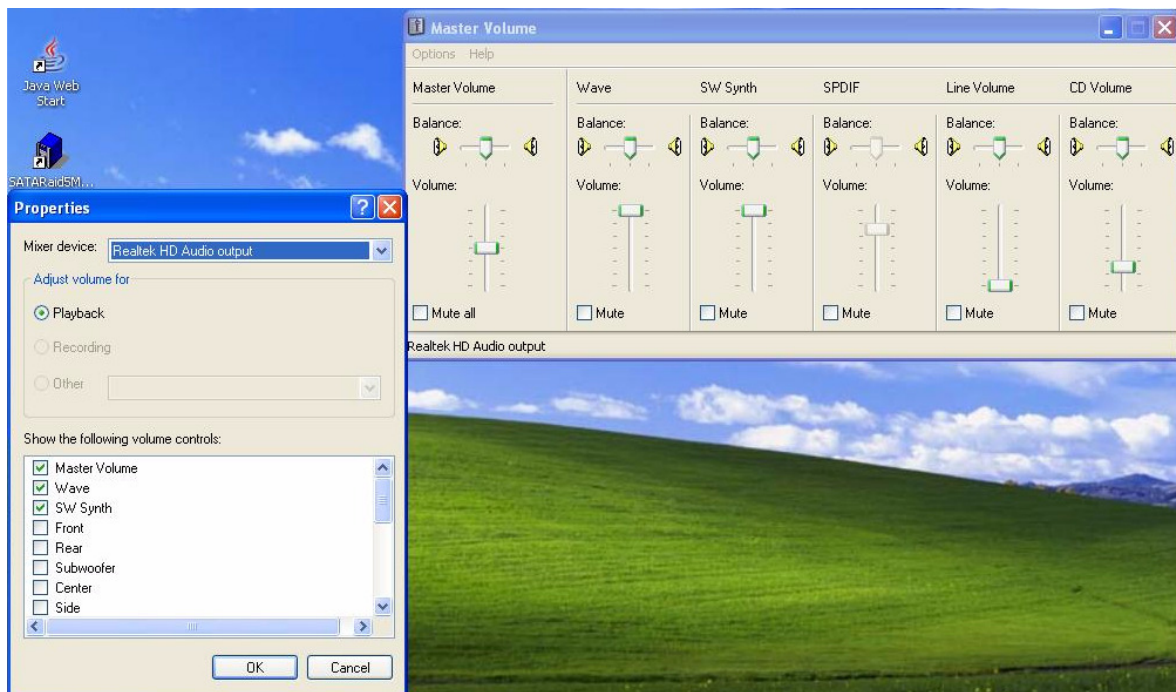 Java Web
Start
SATARaid5M...
Master Volume
Options Help
Master Volume Wave SW Synth SPDIF Line Volume CD Volume
Balance: Balance: Balance: Balance: Balance: Balance:
Volume: Volume: Volume: Volume: Volume: Volume:
Mute all Mute Mute Mute Mute Mute
Realtek HD Audio output
Properties
Mixer device: Realtek HD Audio output
Adjust volume for
Playback
Recording
Other
Show the following volume controls:
Master Volume
Wave
SW Synth
Front
Rear
Subwoofer
Center
Side
OK Cancel